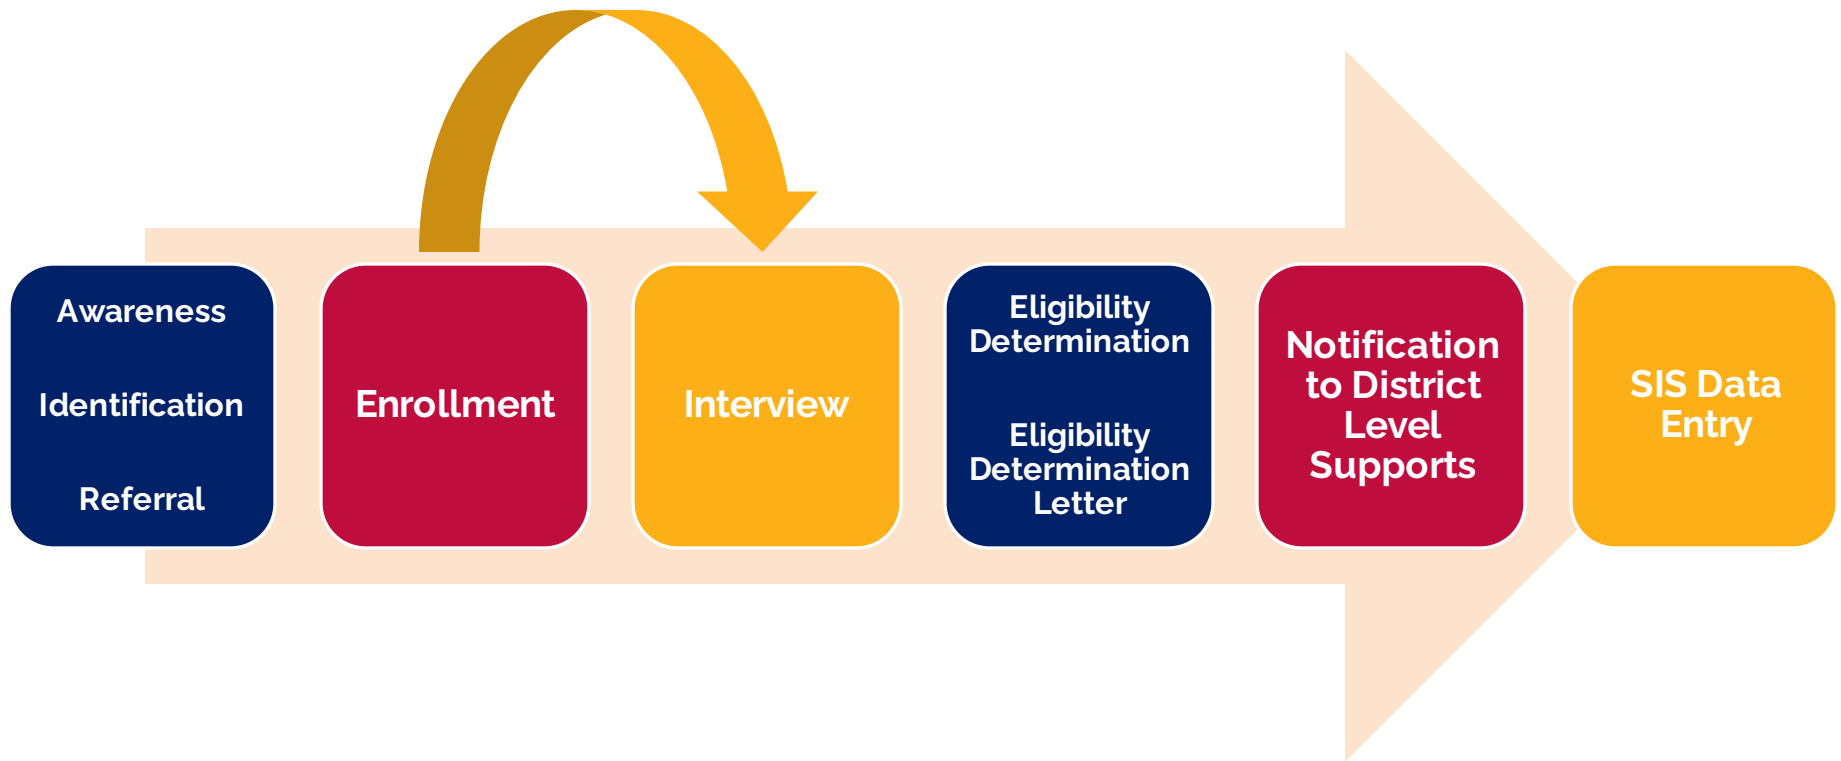 Awareness
Identification
Referral
Enrollment
Interview
Eligibility
Determination
Eligibility
Determination
Letter
Notification
to District
Level
Supports
SIS Data
Entry